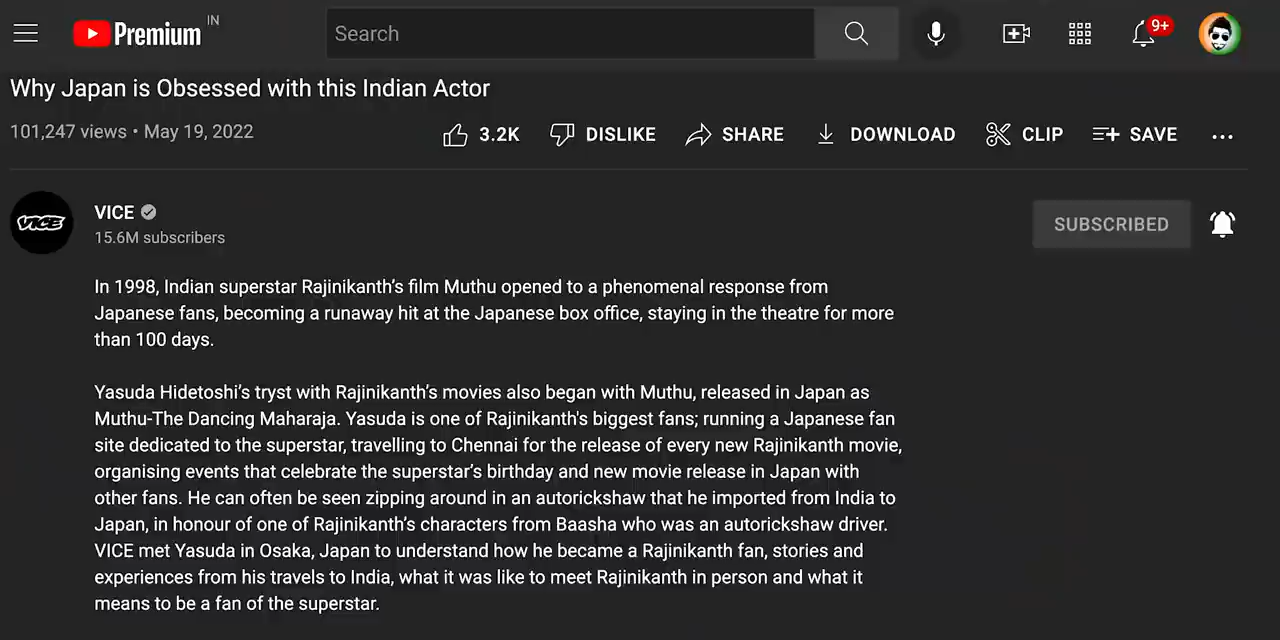 Premium IN
Search
9+
Why Japan is Obsessed with this Indian Actor
101,247 views • May 19, 2022
3.2K DISLIKE SHARE DOWNLOAD CLIP SAVE ...
VICE
VICE
15.6M subscribers
SUBSCRIBED
In 1998, Indian superstar Rajinikanth’s film Muthu opened to a phenomenal response from
Japanese fans, becoming a runaway hit at the Japanese box office, staying in the theatre for more
than 100 days.
Yasuda Hidetoshi’s tryst with Rajinikanth’s movies also began with Muthu, released in Japan as
Muthu-The Dancing Maharaja. Yasuda is one of Rajinikanth's biggest fans; running a Japanese fan
site dedicated to the superstar, travelling to Chennai for the release of every new Rajinikanth movie,
organising events that celebrate the superstar’s birthday and new movie release in Japan with
other fans. He can often be seen zipping around in an autorickshaw that he imported from India to
Japan, in honour of one of Rajinikanth’s characters from Baasha who was an autorickshaw driver.
VICE met Yasuda in Osaka, Japan to understand how he became a Rajinikanth fan, stories and
experiences from his travels to India, what it was like to meet Rajinikanth in person and what it
means to be a fan of the superstar.